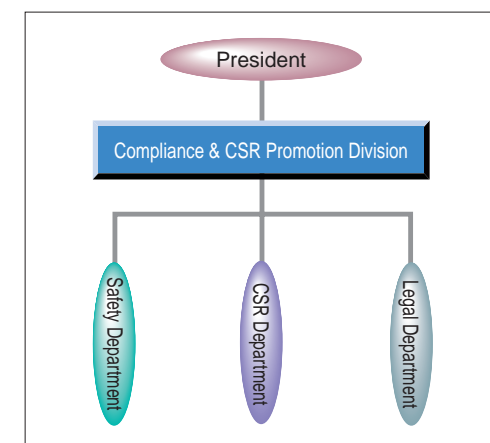 President
Compliance & CSR Promotion Division
Safety Department
CSR Department
Legal Department